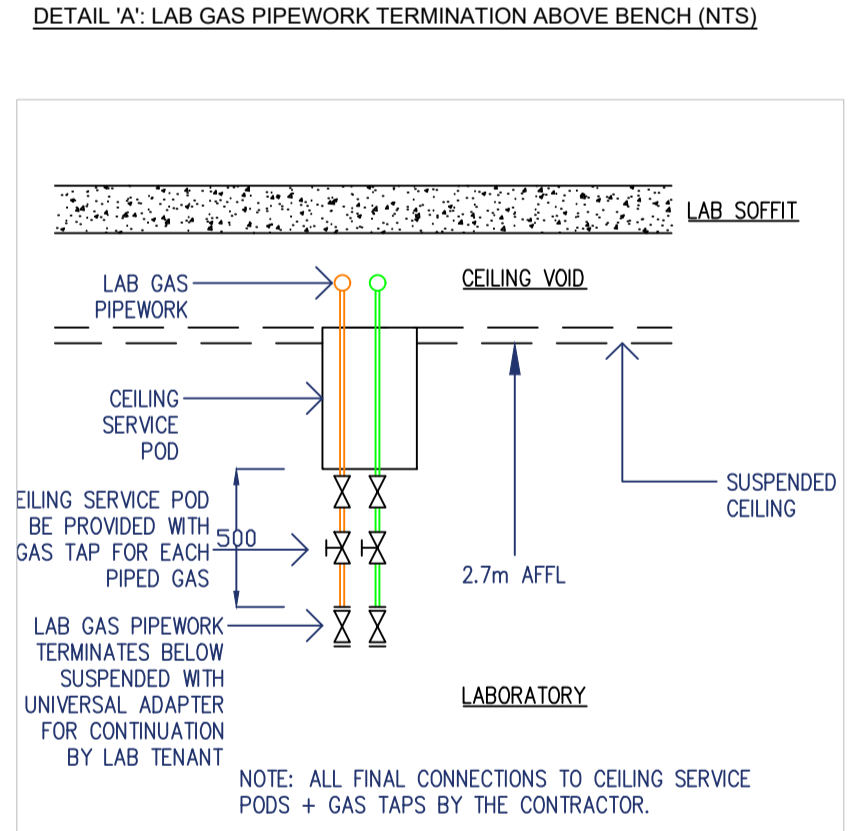 DETAIL 'A': LAB GAS PIPEWORK TERMINATION ABOVE BENCH (NTS)
LAB SOFFIT
LAB GAS
PIPEWORK
CEILING VOID
CEILING
SERVICE
POD
SUSPENDED
CEILING
EILING SERVICE POD
BE PROVIDED WITH
GAS TAP FOR EACH
PIPED GAS
500
2.7m AFFL
LAB GAS PIPEWORK
TERMINATES BELOW
SUSPENDED WITH
UNIVERSAL ADAPTER
FOR CONTINUATION
BY LAB TENANT
LABORATORY
NOTE: ALL FINAL CONNECTIONS TO CEILING SERVICE
PODS + GAS TAPS BY THE CONTRACTOR.